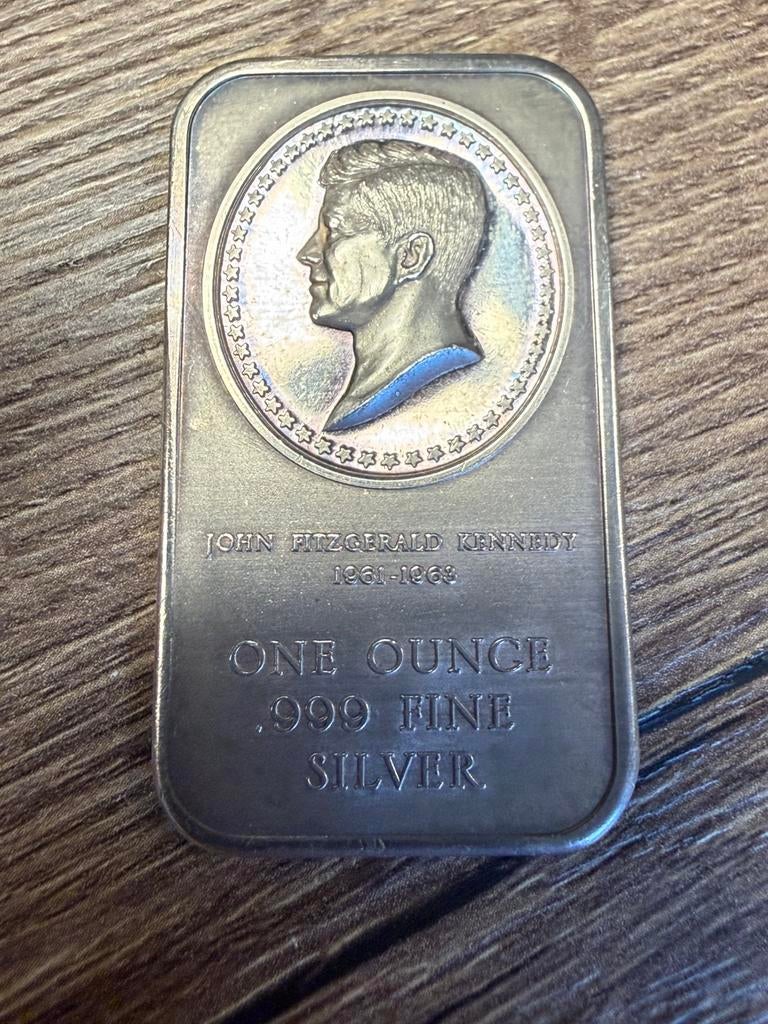 JOHN FITZGERALD KENNEDY
1961-1963
ONE OUNCE
.999 FINE
SILVER